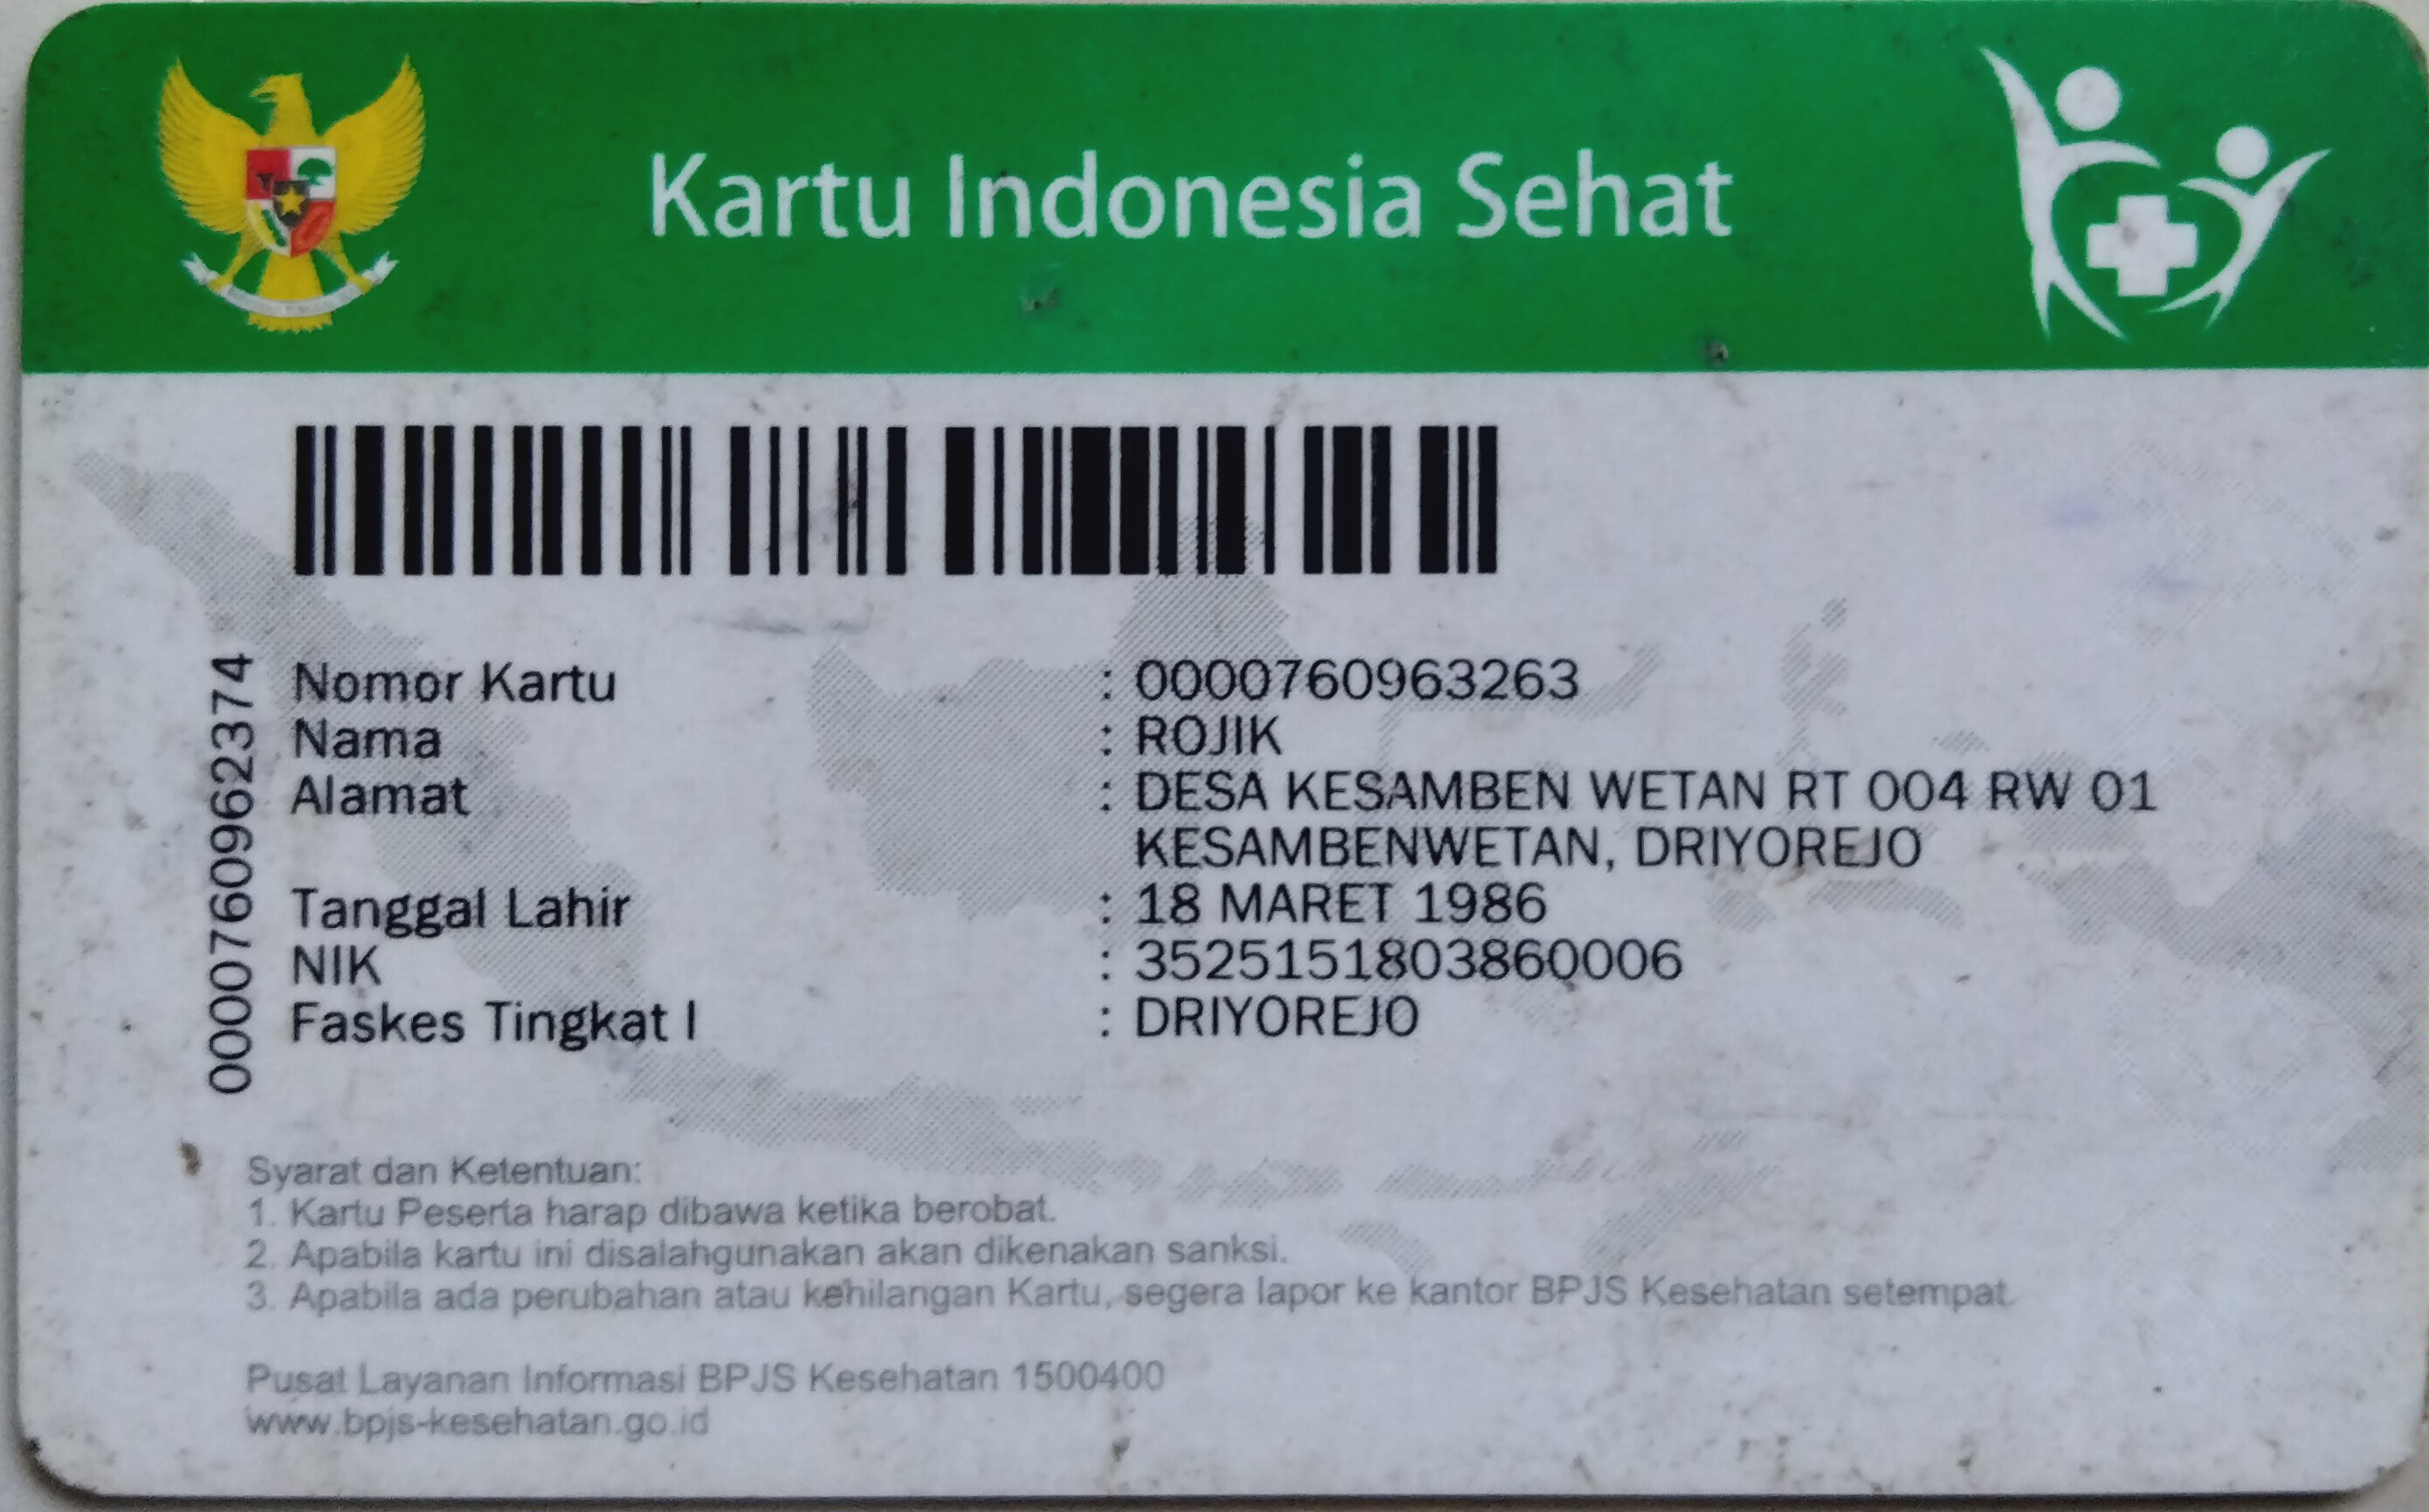 Kartu Indonesia Sehat
0000760962374
Nomor Kartu : 0000760963263
Nama : ROJIK
Alamat : DESA KESAMBEN WETAN RT 004 RW 01
KESAMBENWETAN, DRIYOREJO
Tanggal Lahir : 18 MARET 1986
NIK : 3525151803860006
Faskes Tingkat I : DRIYOREJO
Syarat dan Ketentuan:
1. Kartu Peserta harap dibawa ketika berobat.
2. Apabila kartu ini disalahgunakan akan dikenakan sanksi.
3. Apabila ada perubahan atau kehilangan Kartu, segera lapor ke kantor BPJS Kesehatan setempat.
Pusat Layanan Informasi BPJS Kesehatan 1500400
www.bpjs-kesehatan.go.id